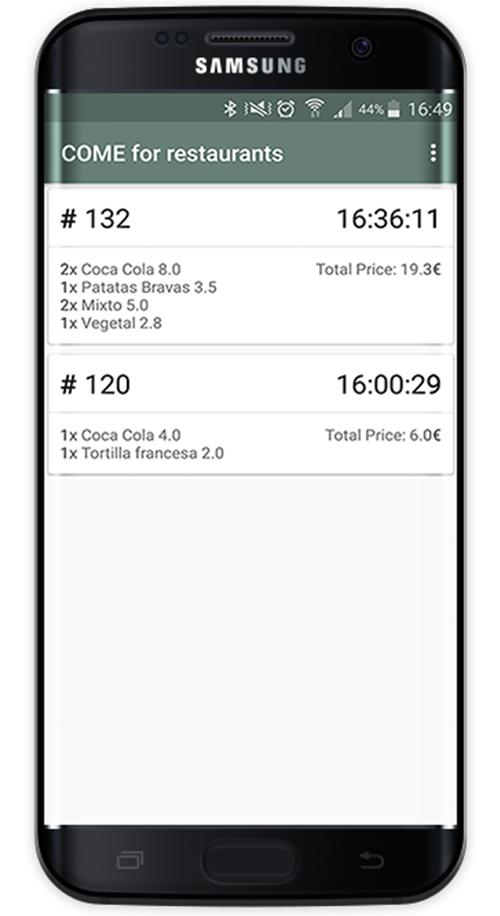 SAMSUNG
44% 16:49
COME for restaurants
# 132 16:36:11
2x Coca Cola 8.0 Total Price: 19.3€
1x Patatas Bravas 3.5
2x Mixto 5.0
1x Vegetal 2.8
# 120 16:00:29
1x Coca Cola 4.0 Total Price: 6.0€
1x Tortilla francesa 2.0